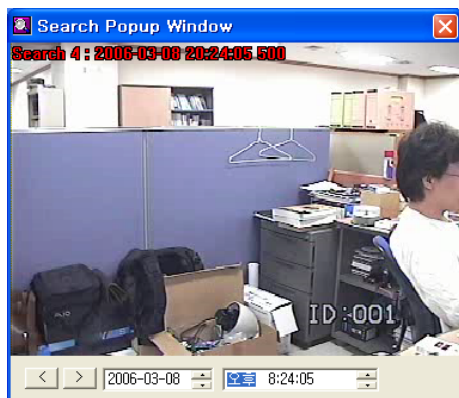 Search Popup Window
Search 4 : 2006-03-08 20:24:05 500
ID:001
< > 2006-03-08 오후 8:24:05